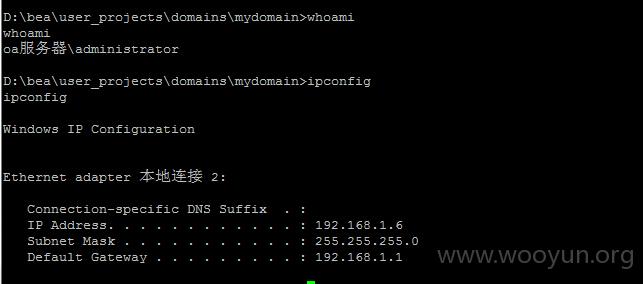 D:\bea\user_projects\domains\mydomain>whoami
whoami
oa服务器\administrator
D:\bea\user_projects\domains\mydomain>ipconfig
ipconfig
Windows IP Configuration
Ethernet adapter 本地连接 2:
Connection-specific DNS Suffix  . :
IP Address. . . . . . . . . . . . : 192.168.1.6
Subnet Mask . . . . . . . . . . . : 255.255.255.0
Default Gateway . . . . . . . . . : 192.168.1.1
www.wooyun.org